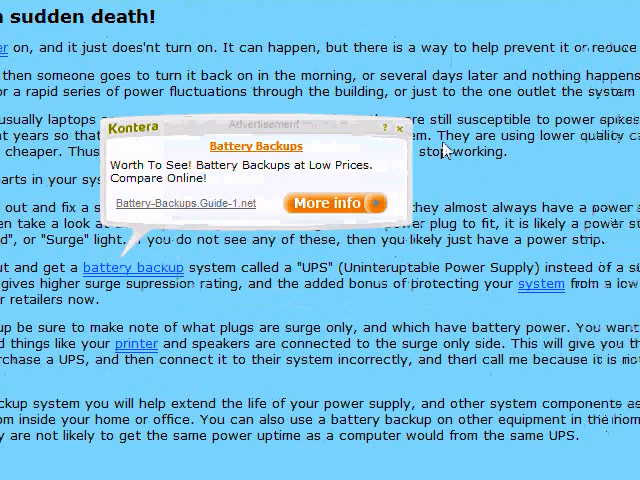 sudden death!
er on, and it just does'nt turn on. It can happen, but there is a way to help prevent it or reduce
then someone goes to turn it back on in the morning, or several days later and nothing happens
or a rapid series of power fluctuations through the building, or just to the one outlet the system
usually laptops are still susceptible to power spikes
Kontera Advertisement ? x
t years so that em. They are using lower quality
Battery Backups
cheaper. Thus stop working.
Worth To See! Battery Backups at Low Prices.
Compare Online!
arts in your
Battery-Backups.Guide-1.net More info
out and fix a they almost always have a power
en take a look at power plug to fit, it is likely a power
", or "Surge" light. If you do not see any of these, then you likely just have a power strip.
ut and get a battery backup system called a "UPS" (Uninteruptable Power Supply) instead of a
gives higher surge supression rating, and the added bonus of protecting your system from a low
r retailers now.
up be sure to make note of what plugs are surge only, and which have battery power. You want
d things like your printer and speakers are connected to the surge only side. This will give you
rchase a UPS, and then connect it to their system incorrectly, and then call me because it is not
ckup system you will help extend the life of your power supply, and other system components
om inside your home or office. You can also use a battery backup on other equipment in the
y are not likely to get the same power uptime as a computer would from the same UPS.